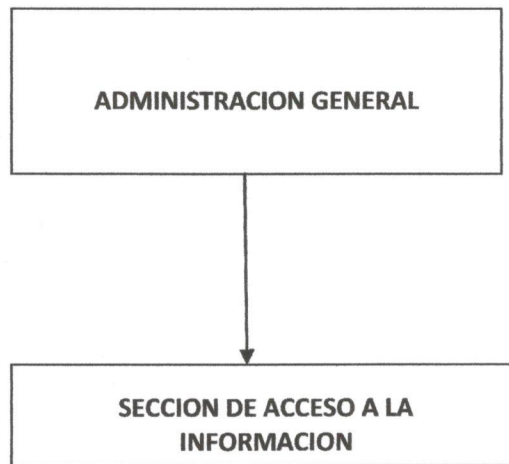 ADMINISTRACION GENERAL
SECCION DE ACCESO A LA
INFORMACION